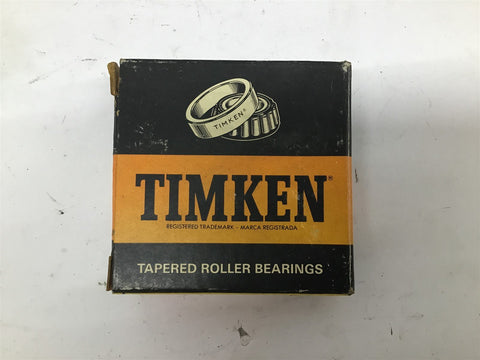 TIMKEN®
TIMKEN®
REGISTERED TRADEMARK - MARCA REGISTRADA
TAPERED ROLLER BEARINGS